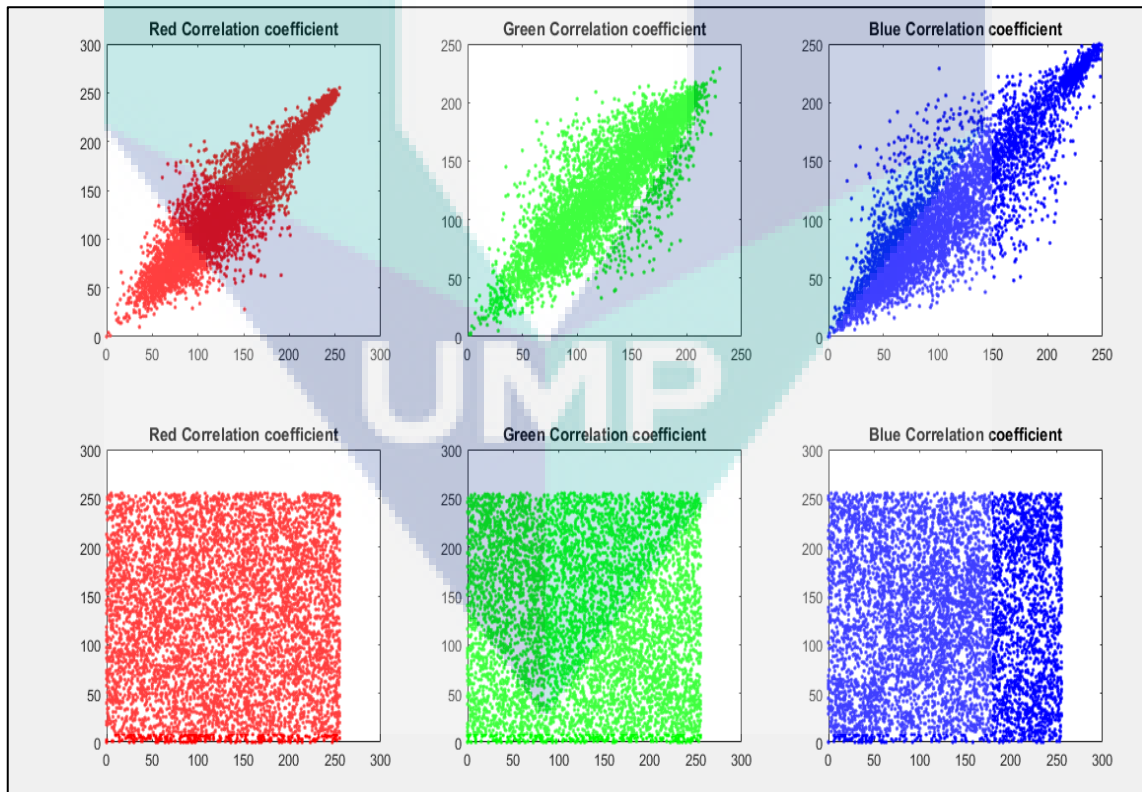 Red Correlation coefficient Green Correlation coefficient Blue Correlation coefficient
300 250 250
250
200 200
200
150 150
150
100 100
100
50 50
50
0 0 0
0 50 100 150 200 250 300 0 50 100 150 200 250 0 50 100 150 200 250
UMP
Red Correlation coefficient Green Correlation coefficient Blue Correlation coefficient
300 300 300
250 250 250
200 200 200
150 150 150
100 100 100
50 50 50
0 0 0
0 50 100 150 200 250 300 0 50 100 150 200 250 300 0 50 100 150 200 250 300